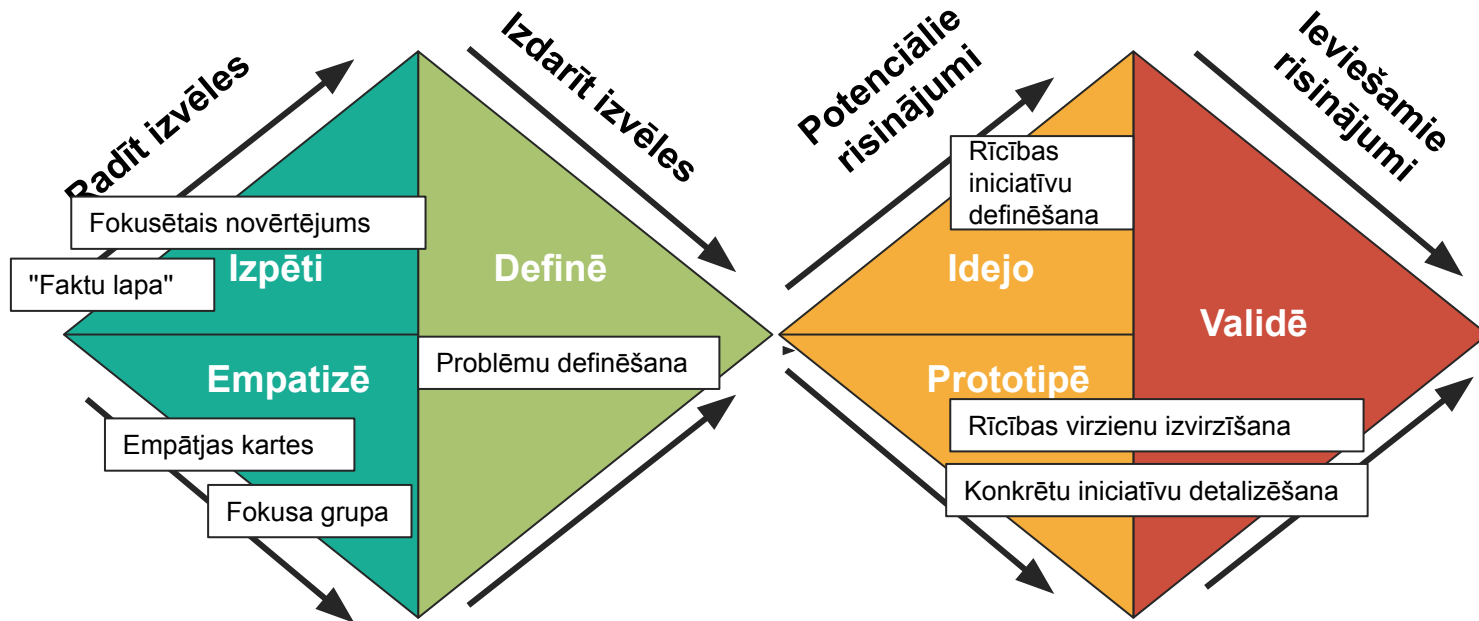 Radīt izvēles
Izdarīt izvēles
Potenciālie
risinājumi
Ieviešamie
risinājumi
Fokusētais novērtējums
"Faktu lapa"
Izpēti
Definē
Rīcības
iniciatīvu
definēšana
Idejo
Validē
Empatizē
Problēmu definēšana
Prototipē
Empātjas kartes
Fokusa grupa
Rīcības virzienu izvirzīšana
Konkrētu iniciatīvu detalizēšana